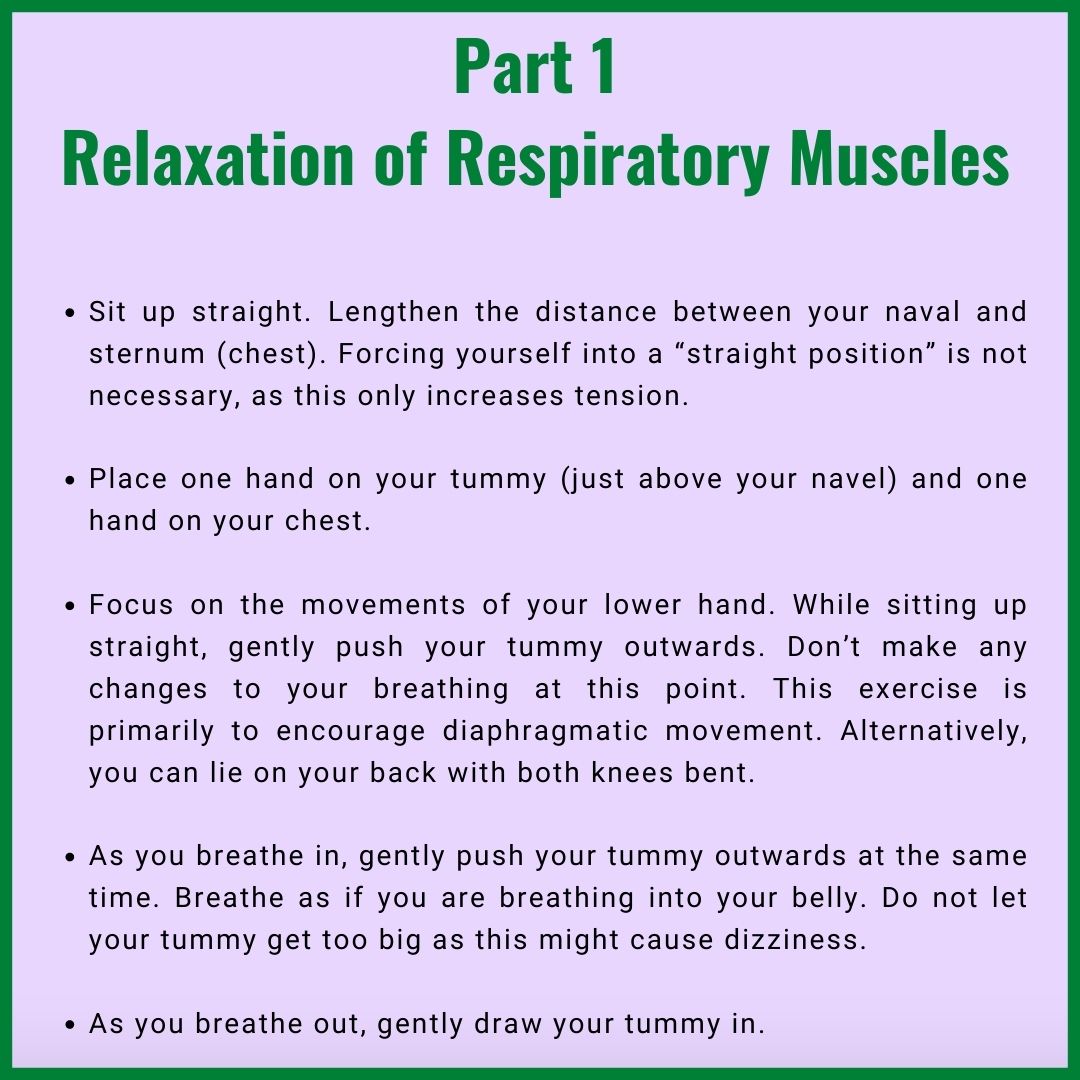 Part 1
Relaxation of Respiratory Muscles
• Sit up straight. Lengthen the distance between your naval and
sternum (chest). Forcing yourself into a “straight position” is not
necessary, as this only increases tension.
• Place one hand on your tummy (just above your navel) and one
hand on your chest.
• Focus on the movements of your lower hand. While sitting up
straight, gently push your tummy outwards. Don’t make any
changes to your breathing at this point. This exercise is
primarily to encourage diaphragmatic movement. Alternatively,
you can lie on your back with both knees bent.
• As you breathe in, gently push your tummy outwards at the same
time. Breathe as if you are breathing into your belly. Do not let
your tummy get too big as this might cause dizziness.
• As you breathe out, gently draw your tummy in.